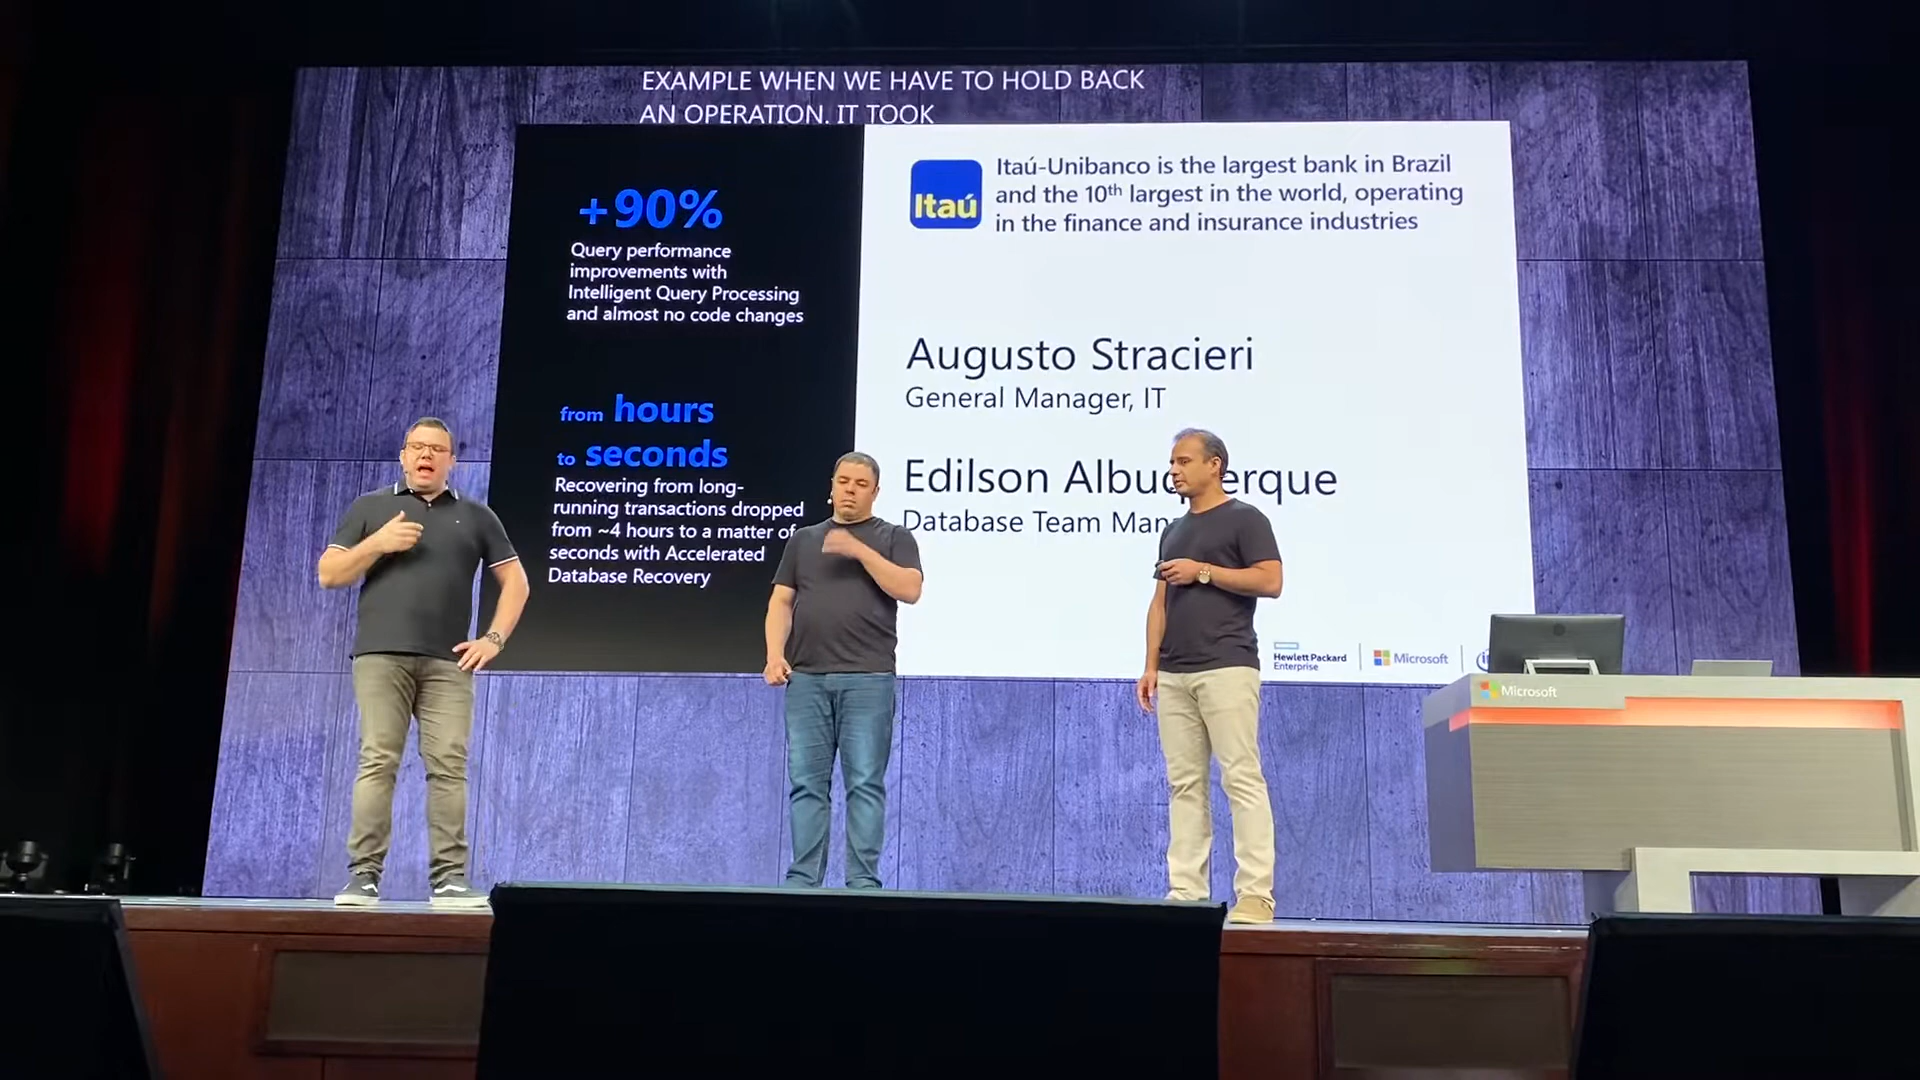 EXAMPLE WHEN WE HAVE TO HOLD BACK
AN OPERATION. IT TOOK
+90%
Query performance
improvements with
Intelligent Query Processing
and almost no code changes
from hours
to seconds
Recovering from long-
running transactions dropped
from ~4 hours to a matter of
seconds with Accelerated
Database Recovery
Itaú
Itaú-Unibanco is the largest bank in Brazil
and the 10th largest in the world, operating
in the finance and insurance industries
Augusto Stracieri
General Manager, IT
Edilson Albuquerque
Database Team
Hewlett Packard
Enterprise
Microsoft
Microsoft